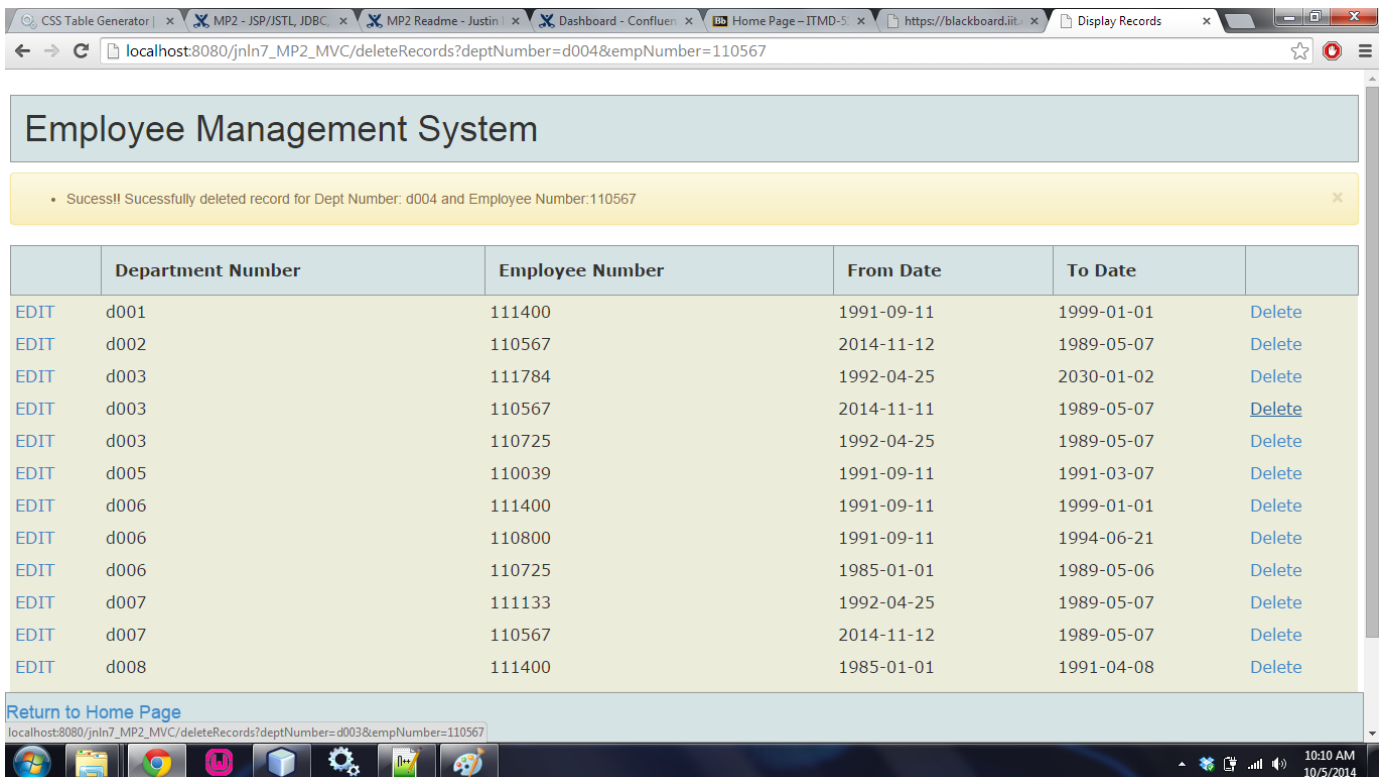 CSS Table Generator | MP2 - JSP/JSTL, JDBC, MP2 Readme - Justin Dashboard - Confluen Bb Home Page – ITMD-5 https://blackboard.iit. Display Records
localhost:8080/jnln7_MP2_MVC/deleteRecords?deptNumber=d004&empNumber=110567
Employee Management System
• Sucess!! Sucessfully deleted record for Dept Number: d004 and Employee Number:110567 ×
Department Number Employee Number From Date To Date
EDIT d001 111400 1991-09-11 1999-01-01 Delete
EDIT d002 110567 2014-11-12 1989-05-07 Delete
EDIT d003 111784 1992-04-25 2030-01-02 Delete
EDIT d003 110567 2014-11-11 1989-05-07 Delete
EDIT d003 110725 1992-04-25 1989-05-07 Delete
EDIT d005 110039 1991-09-11 1991-03-07 Delete
EDIT d006 111400 1991-09-11 1999-01-01 Delete
EDIT d006 110800 1991-09-11 1994-06-21 Delete
EDIT d006 110725 1985-01-01 1989-05-06 Delete
EDIT d007 111133 1992-04-25 1989-05-07 Delete
EDIT d007 110567 2014-11-12 1989-05-07 Delete
EDIT d008 111400 1985-01-01 1991-04-08 Delete
Return to Home Page
localhost:8080/jnln7_MP2_MVC/deleteRecords?deptNumber=d003&empNumber=110567
10:10 AM
10/5/2014